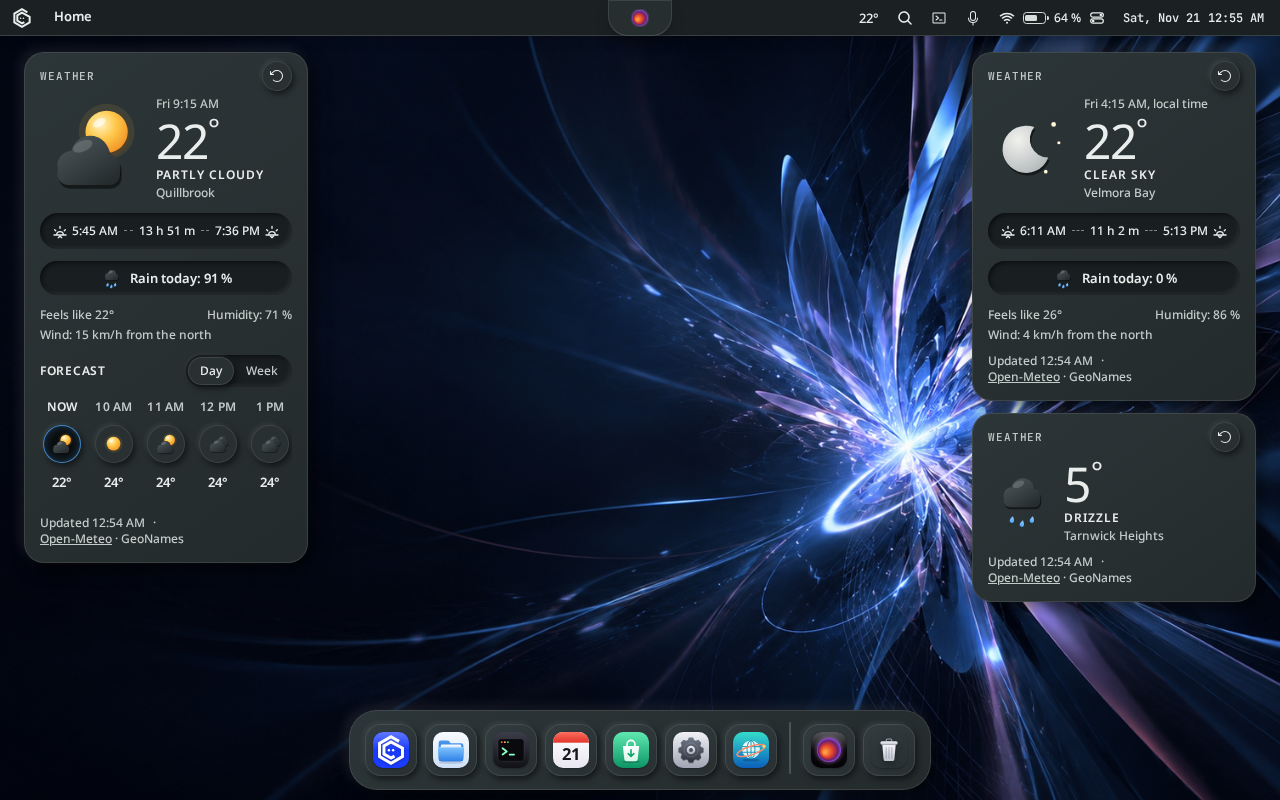 Home
22°
64 %
Sat, Nov 21 12:55 AM
WEATHER
Fri 9:15 AM
22°
PARTLY CLOUDY
Quillbrook
5:45 AM -- 13 h 51 m -- 7:36 PM
Rain today: 91 %
Feels like 22° Humidity: 71 %
Wind: 15 km/h from the north
FORECAST Day Week
NOW 10 AM 11 AM 12 PM 1 PM
22° 24° 24° 24° 24°
Updated 12:54 AM ·
Open-Meteo · GeoNames
WEATHER
Fri 4:15 AM, local time
22°
CLEAR SKY
Velmora Bay
6:11 AM --- 11 h 2 m --- 5:13 PM
Rain today: 0 %
Feels like 26° Humidity: 86 %
Wind: 4 km/h from the north
Updated 12:54 AM ·
Open-Meteo · GeoNames
WEATHER
5°
DRIZZLE
Tarnwick Heights
Updated 12:54 AM ·
Open-Meteo · GeoNames
21